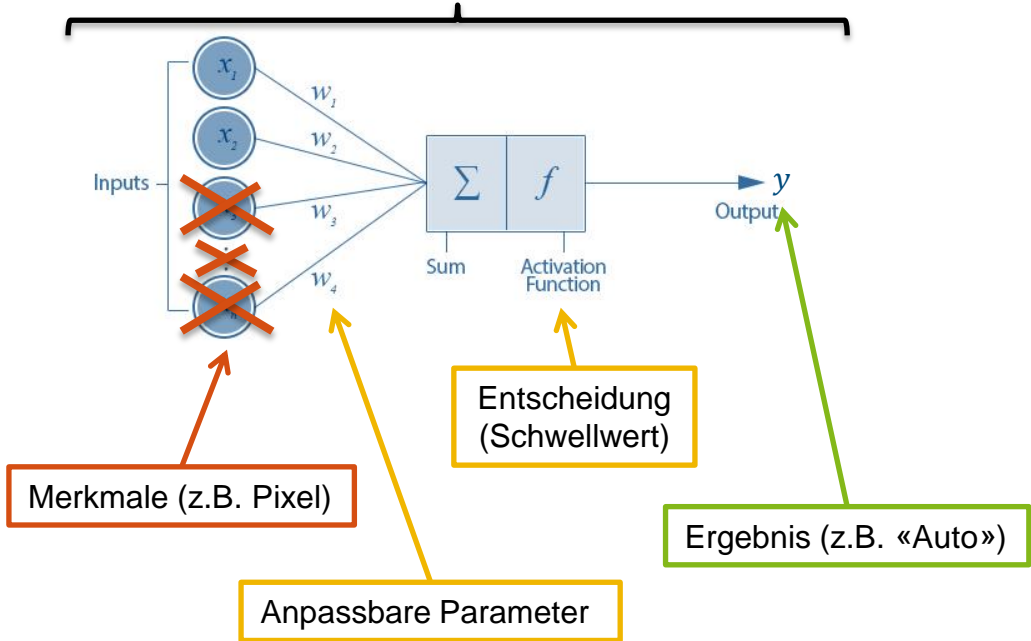 x₁
w₁
x₂
w₂
Inputs
w₃
w₄
∑ f
y
Output
Sum
Activation
Function
Entscheidung
(Schwellwert)
Merkmale (z.B. Pixel)
Ergebnis (z.B. «Auto»)
Anpassbare Parameter